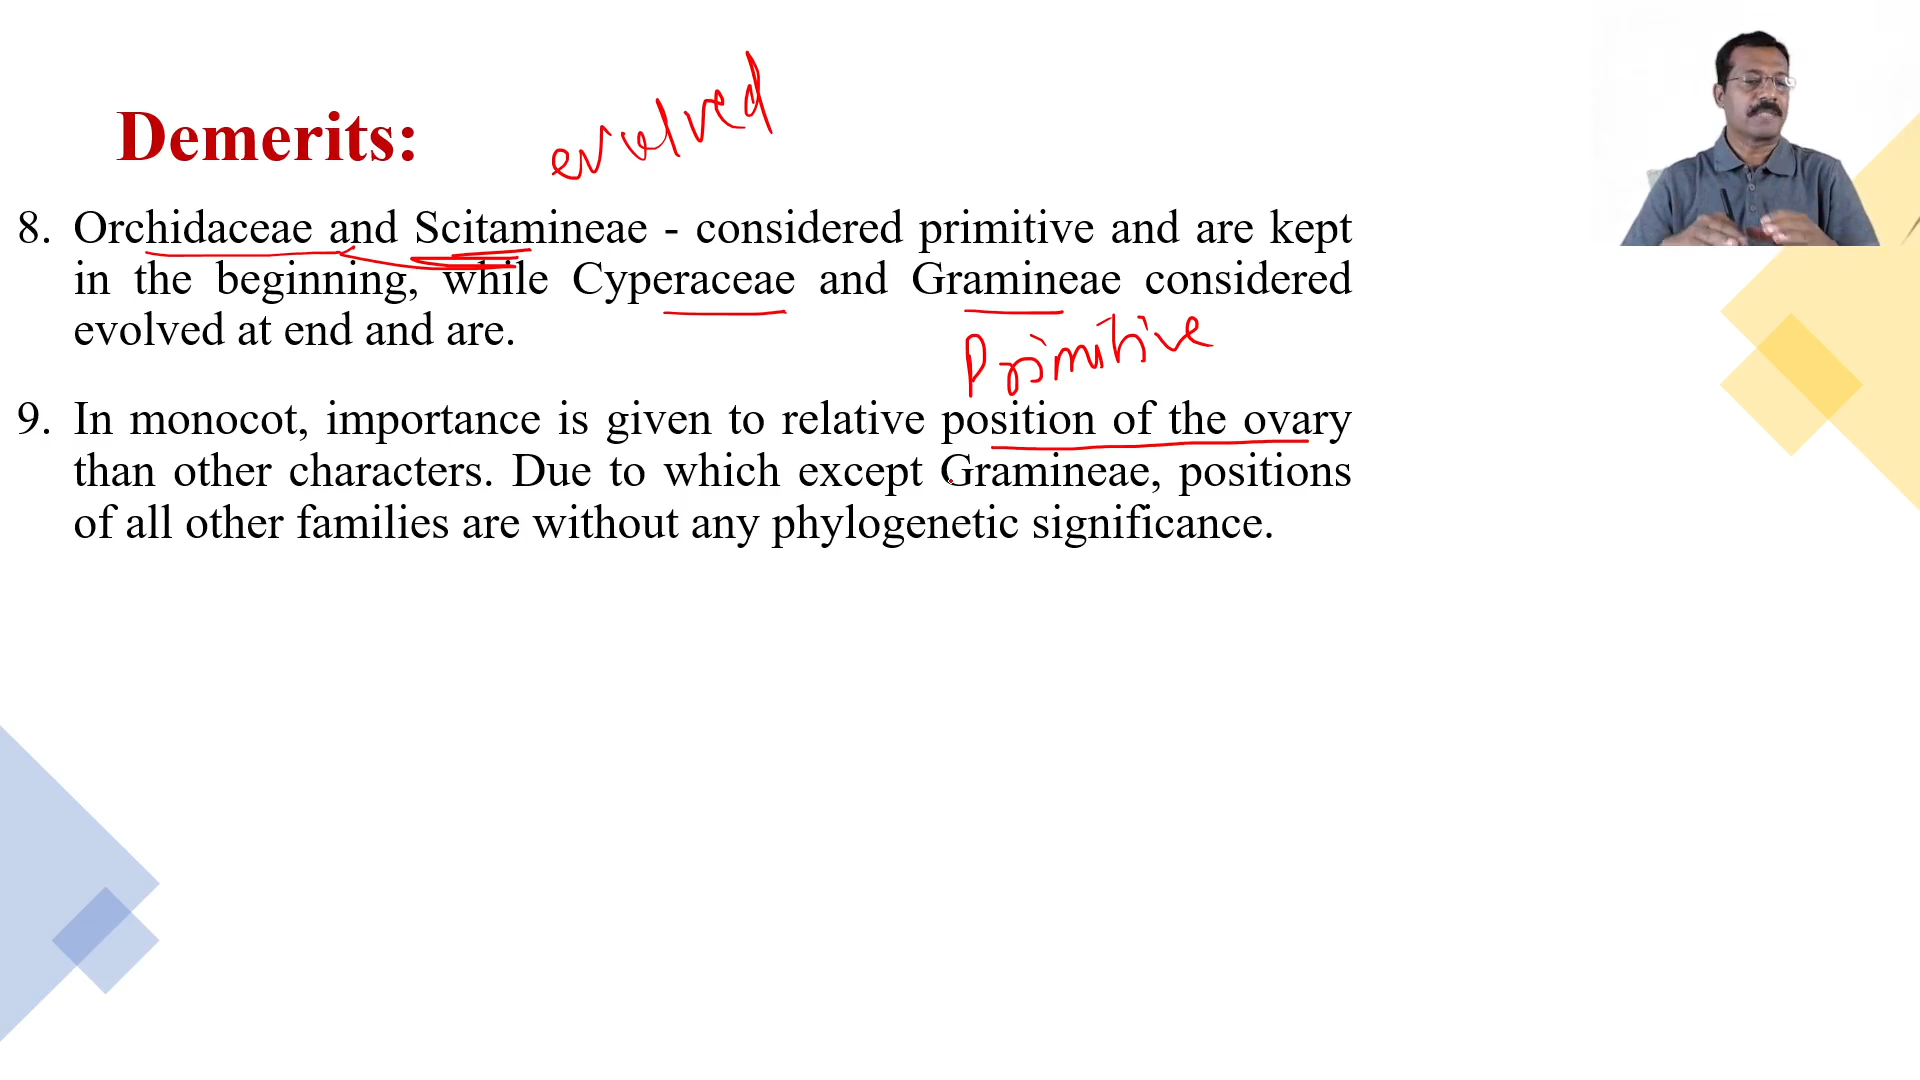 evolved
Demerits:
8. Orchidaceae and Scitamineae - considered primitive and are kept
in the beginning, while Cyperaceae and Gramineae considered
evolved at end and are.
Primitive
9. In monocot, importance is given to relative position of the ovary
than other characters. Due to which except Gramineae, positions
of all other families are without any phylogenetic significance.